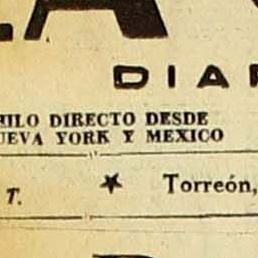 DIAR
HILO DIRECTO DESDE
UEVA YORK Y MEXICO
T. ★ Torreón,